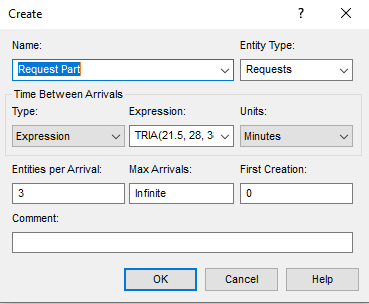 Create ?
Name: Entity Type:
Request Part Requests
Time Between Arrivals
Type: Expression: Units:
Expression TRIA(21.5, 28, 3 Minutes
Entities per Arrival: Max Arrivals: First Creation:
3 Infinite 0
Comment:
OK Cancel Help